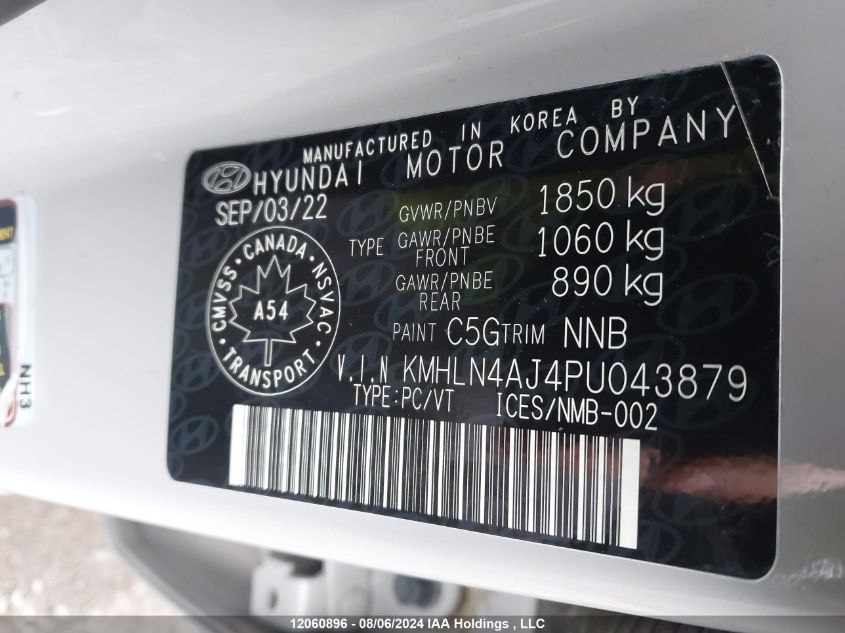 MANUFACTURED IN KOREA BY
HYUNDAI MOTOR COMPANY
SEP/03/22
GVWR/PNBV 1850 kg
TYPE GAWR/PNBE FRONT 1060 kg
GAWR/PNBE REAR 890 kg
CMVSS · CANADA · NSVAC · TRANSPORT ·
A54
PAINT C5G TRIM NNB
V.I.N KMHLN4AJ4PU043879
TYPE:PC/VT ICES/NMB-002
NH3
12060896 - 08/06/2024 IAA Holdings , LLC